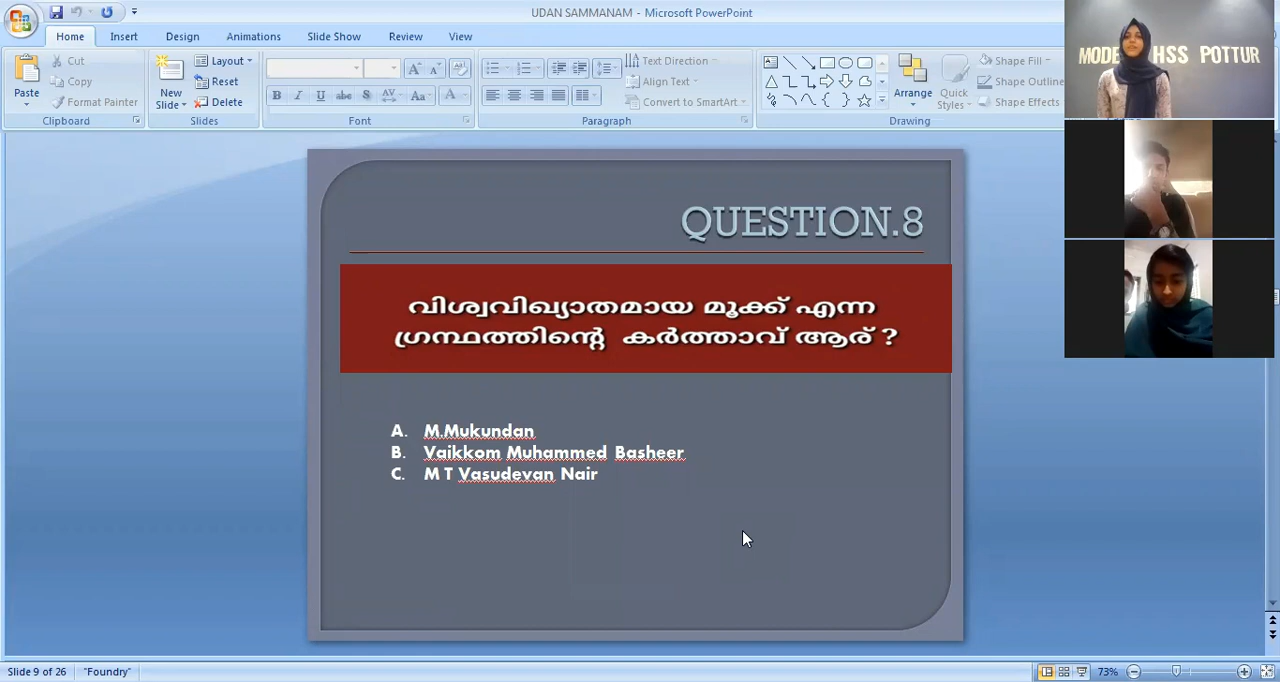 UDAN SAMMANAM - Microsoft PowerPoint
Home Insert Design Animations Slide Show Review View
Paste
Cut
Copy
Format Painter
Clipboard
New Slide
Layout
Reset
Delete
Slides
B I U abc S AV Aa A
Font
Text Direction
Align Text
Convert to SmartArt
Paragraph
Arrange
Quick Styles
Shape Fill
Shape Outline
Shape Effects
Drawing
HSS POTTUR
QUESTION.8
വിശ്വവിഖ്യാതമായ മൂക്ക് എന്ന
ഗ്രന്ഥത്തിന്റെ കർത്താവ് ആര് ?
A. M.Mukundan
B. Vaikkom Muhammed Basheer
C. M T Vasudevan Nair
Slide 9 of 26 "Foundry" 73%